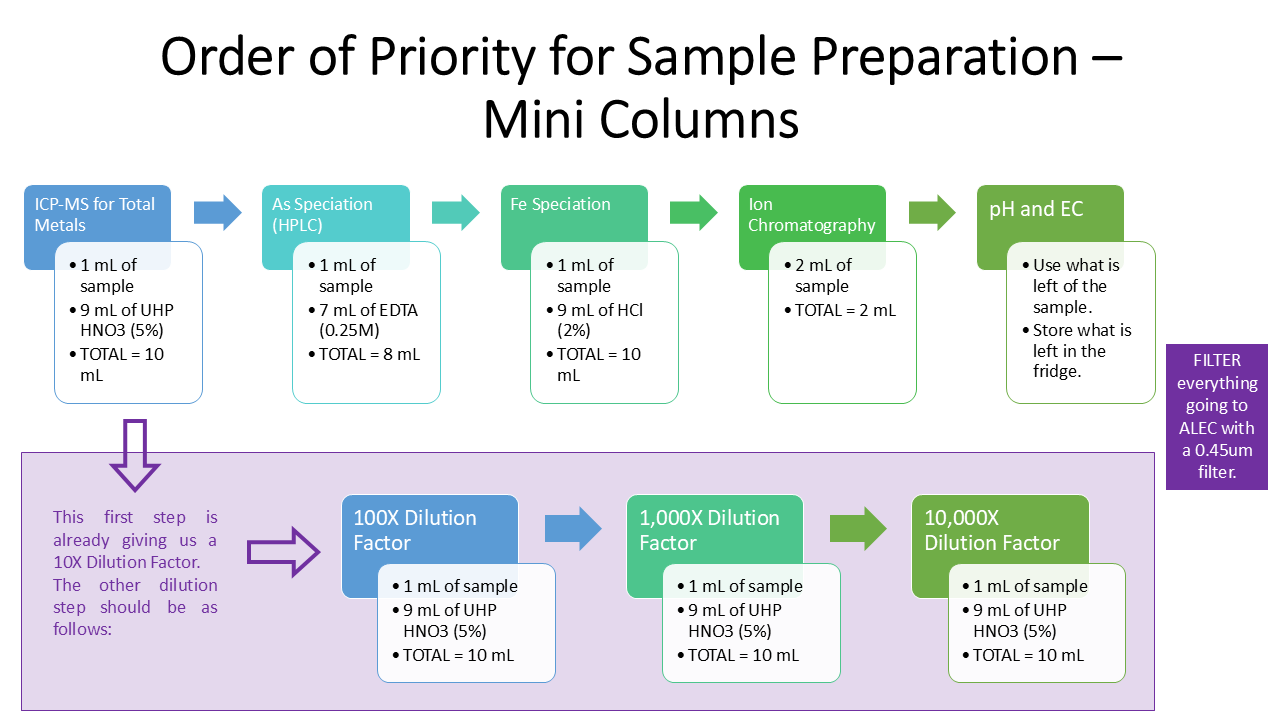 Order of Priority for Sample Preparation –
Mini Columns
ICP-MS for Total
Metals
• 1 mL of
sample
• 9 mL of UHP
HNO3 (5%)
• TOTAL = 10
mL
As Speciation
(HPLC)
• 1 mL of
sample
• 7 mL of EDTA
(0.25M)
• TOTAL = 8 mL
Fe Speciation
• 1 mL of
sample
• 9 mL of HCl
(2%)
• TOTAL = 10
mL
Ion
Chromatography
• 2 mL of
sample
• TOTAL = 2 mL
pH and EC
• Use what is
left of the
sample.
• Store what is
left in the
fridge.
FILTER
everything
going to
ALEC with
a 0.45um
filter.
This first step is
already giving us a
10X Dilution Factor.
The other dilution
step should be as
follows:
100X Dilution
Factor
• 1 mL of sample
• 9 mL of UHP
HNO3 (5%)
• TOTAL = 10 mL
1,000X Dilution
Factor
• 1 mL of sample
• 9 mL of UHP
HNO3 (5%)
• TOTAL = 10 mL
10,000X
Dilution Factor
• 1 mL of sample
• 9 mL of UHP
HNO3 (5%)
• TOTAL = 10 mL